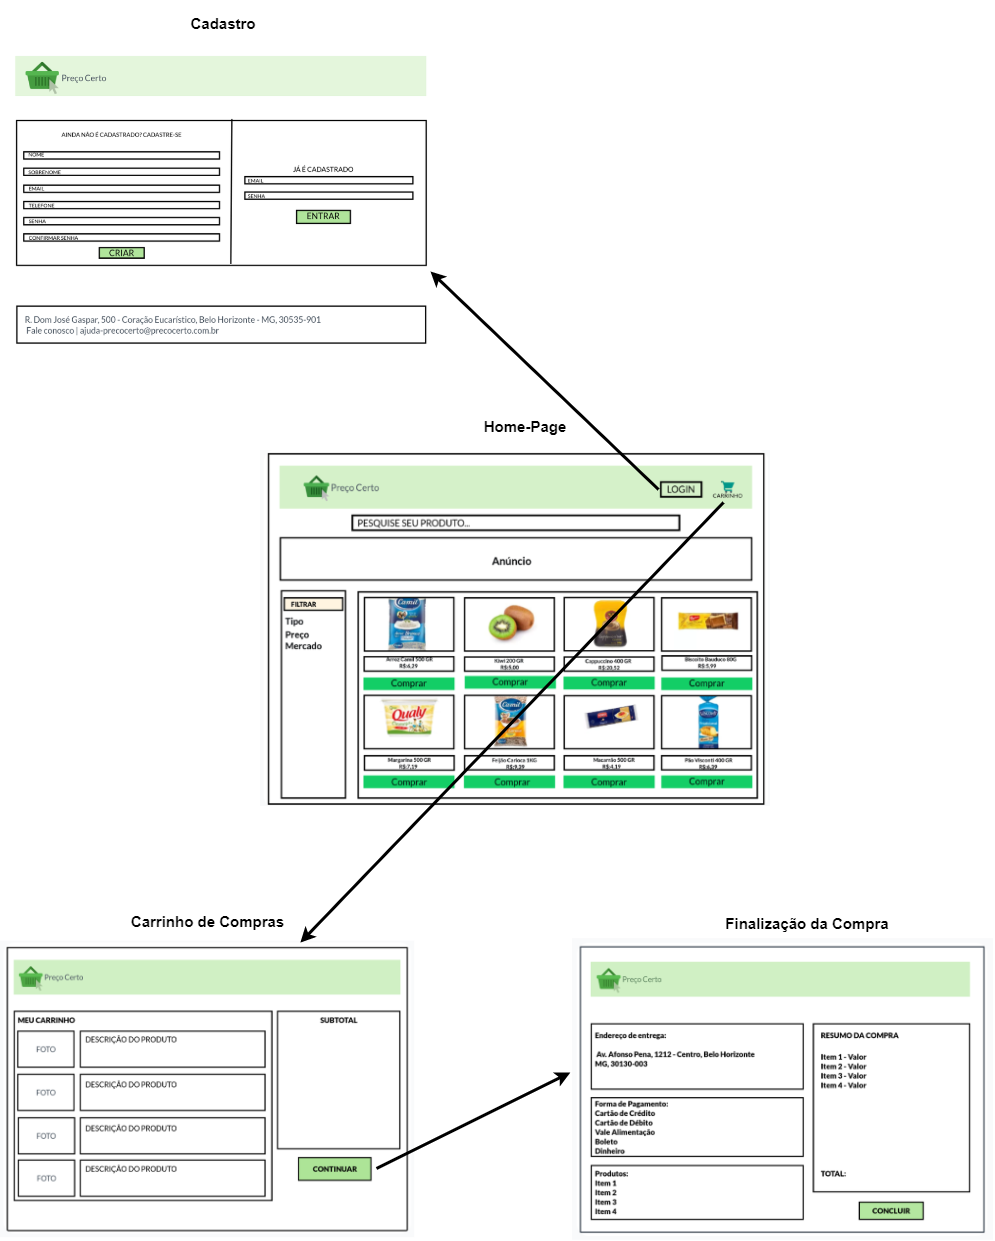 Cadastro
Preço Certo
AINDA NÃO É CADASTRADO? CADASTRE-SE
NOME
SOBRENOME
EMAIL
TELEFONE
SENHA
CONFIRMAR SENHA
CRIAR
JÁ É CADASTRADO
EMAIL
SENHA
ENTRAR
R. Dom José Gaspar, 500 - Coração Eucarístico, Belo Horizonte - MG, 30535-901
Fale conosco | ajuda-precocerto@precocerto.com.br
Home-Page
Preço Certo
LOGIN
CARRINHO
PESQUISE SEU PRODUTO...
Anúncio
FILTRAR
Tipo
Preço
Mercado
Camil
Arroz Camil 500 GR
R$:4,29
Comprar
Kiwi 200 GR
R$:5,00
Comprar
Cappuccino 400 GR
R$:20,52
Comprar
Biscoito Bauduco 60G
R$:5,99
Comprar
Qualy
Margarina 500 GR
R$:7,19
Comprar
Camil
Feijão Carioca 1KG
R$:9,39
Comprar
Macarrão 500 GR
R$:4,19
Comprar
Pão Visconti 400 GR
R$:6,39
Comprar
Carrinho de Compras
Preço Certo
MEU CARRINHO
FOTO
DESCRIÇÃO DO PRODUTO
FOTO
DESCRIÇÃO DO PRODUTO
FOTO
DESCRIÇÃO DO PRODUTO
FOTO
DESCRIÇÃO DO PRODUTO
SUBTOTAL
CONTINUAR
Finalização da Compra
Preço Certo
Endereço de entrega:
Av. Afonso Pena, 1212 - Centro, Belo Horizonte
MG, 30130-003
Forma de Pagamento:
Cartão de Crédito
Cartão de Débito
Vale Alimentação
Boleto
Dinheiro
Produtos:
Item 1
Item 2
Item 3
Item 4
RESUMO DA COMPRA
Item 1 - Valor
Item 2 - Valor
Item 3 - Valor
Item 4 - Valor
TOTAL:
CONCLUIR